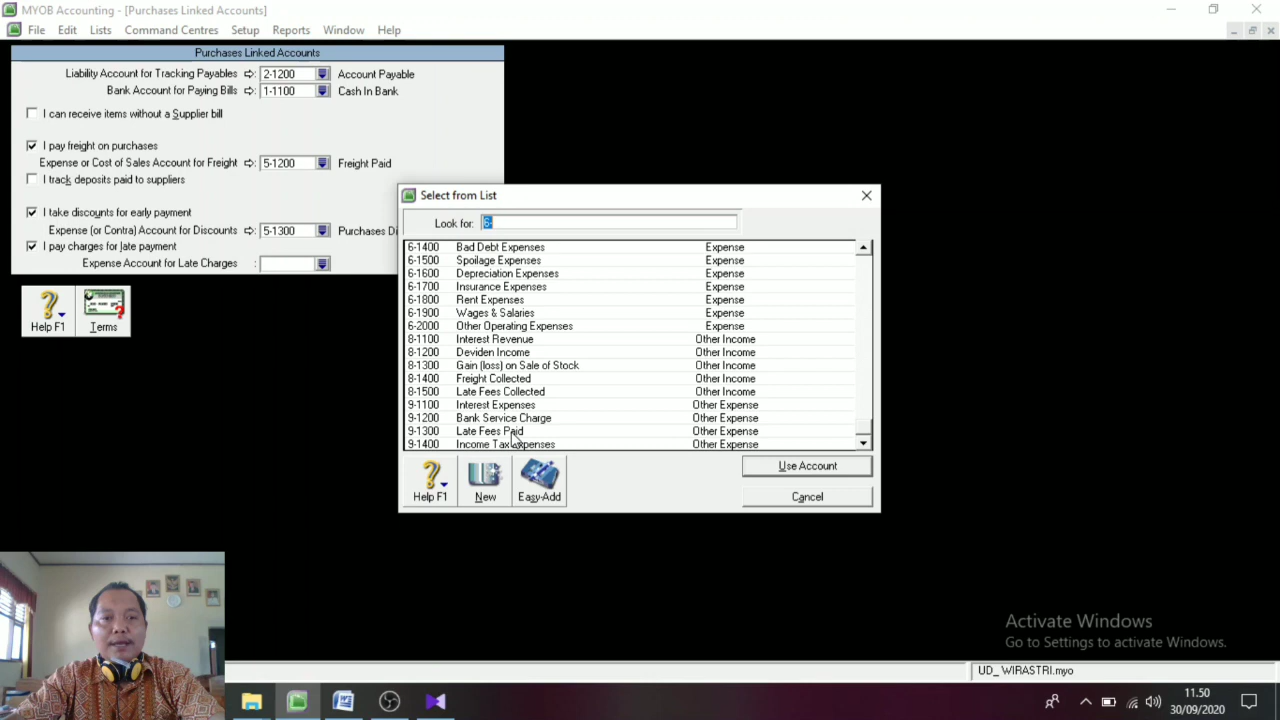 MYOB Accounting - [Purchases Linked Accounts]
File Edit Lists Command Centres Setup Reports Window Help
Purchases Linked Accounts
Liability Account for Tracking Payables 2-1200 Account Payable
Bank Account for Paying Bills 1-1100 Cash In Bank
I can receive items without a Supplier bill
I pay freight on purchases
Expense or Cost of Sales Account for Freight 5-1200 Freight Paid
I track deposits paid to suppliers
I take discounts for early payment
Expense (or Contra) Account for Discounts 5-1300 Purchases Di
I pay charges for late payment
Expense Account for Late Charges :
Help F1 Terms
Select from List
Look for: 6-
6-1400 Bad Debt Expenses Expense
6-1500 Spoilage Expenses Expense
6-1600 Depreciation Expenses Expense
6-1700 Insurance Expenses Expense
6-1800 Rent Expenses Expense
6-1900 Wages & Salaries Expense
6-2000 Other Operating Expenses Expense
8-1100 Interest Revenue Other Income
8-1200 Deviden Income Other Income
8-1300 Gain (loss) on Sale of Stock Other Income
8-1400 Freight Collected Other Income
8-1500 Late Fees Collected Other Income
9-1100 Interest Expenses Other Expense
9-1200 Bank Service Charge Other Expense
9-1300 Late Fees Paid Other Expense
9-1400 Income Tax Expenses Other Expense
Help F1 New Easy-Add
Use Account
Cancel
Activate Windows
Go to Settings to activate Windows.
UD_ WIRASTRI.myo
11.50
30/09/2020